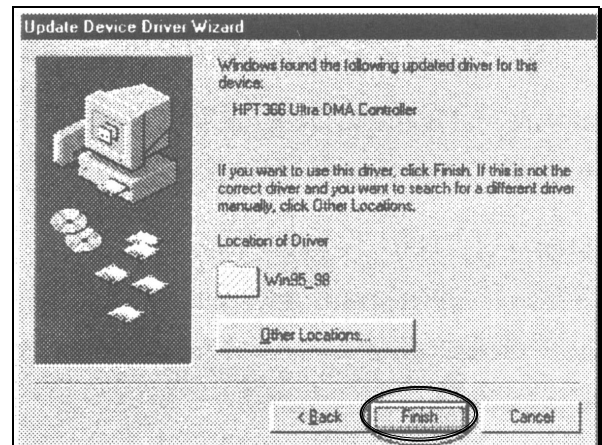 Update Device Driver Wizard
Windows found the following updated driver for this
device:
HPT366 Ultra DMA Controller
If you want to use this driver, click Finish. If this is not the
correct driver and you want to search for a different driver
manually, click Other Locations.
Location of Driver
Win95_98
Other Locations...
< Back
Finish
Cancel